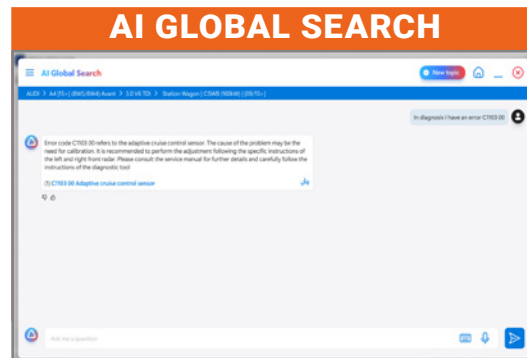 AI GLOBAL SEARCH
AI Global Search
New topic
AUDI > A4 [15>] (8W5/8W4) Avant > 3.0 V6 TDI > Station Wagon | CSWB (160kW) | [09/15>]
In diagnosis I have an error C1103 00
Error code C1103 00 refers to the adaptive cruise control sensor. The cause of the problem may be the
need for calibration. It is recommended to perform the adjustment following the specific instructions of
the left and right front radar. Please consult the service manual for further details and carefully follow the
instructions of the diagnostic tool
(1) C1103 00 Adaptive cruise control sensor
Ask me a question